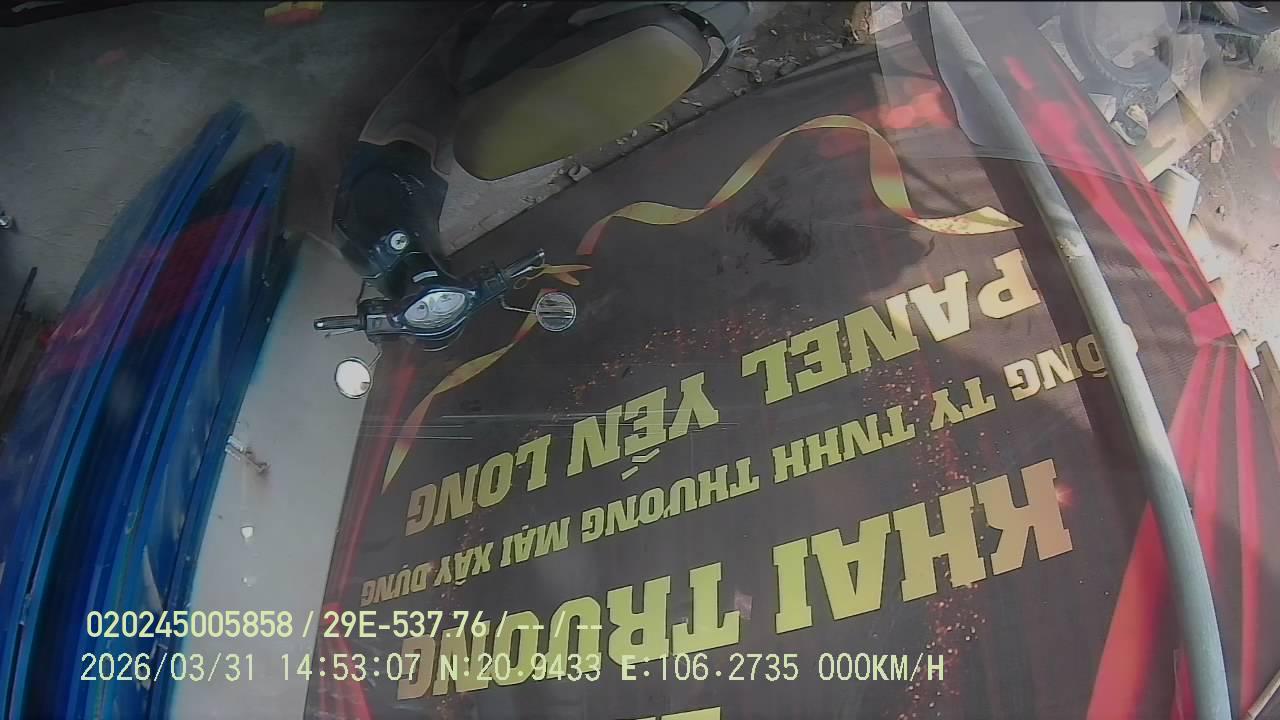 KHAI TRƯƠNG
CÔNG TY TNHH THƯƠNG MẠI XÂY DỰNG
PANEL YẾN LONG
020245005858 / 29E-537.76 / -- / --
2026/03/31 14:53:07 N:20.9433 E:106.2735 000KM/H